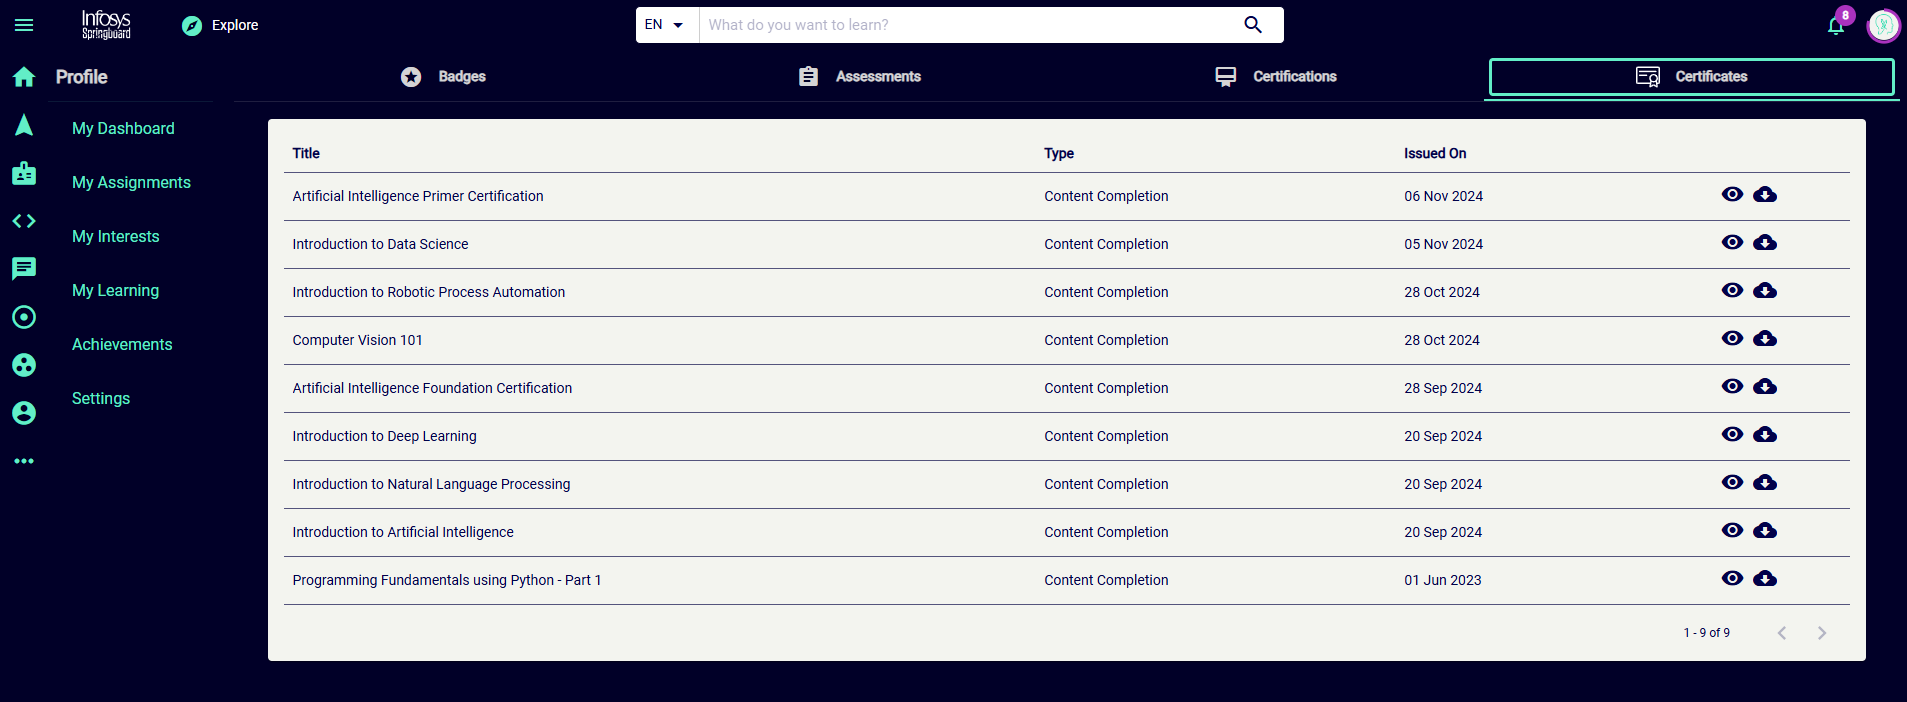 Infosys
Springboard
Explore
EN
What do you want to learn?
8
Profile
Badges
Assessments
Certifications
Certificates
My Dashboard
My Assignments
My Interests
My Learning
Achievements
Settings
Title Type Issued On
Artificial Intelligence Primer Certification Content Completion 06 Nov 2024
Introduction to Data Science Content Completion 05 Nov 2024
Introduction to Robotic Process Automation Content Completion 28 Oct 2024
Computer Vision 101 Content Completion 28 Oct 2024
Artificial Intelligence Foundation Certification Content Completion 28 Sep 2024
Introduction to Deep Learning Content Completion 20 Sep 2024
Introduction to Natural Language Processing Content Completion 20 Sep 2024
Introduction to Artificial Intelligence Content Completion 20 Sep 2024
Programming Fundamentals using Python - Part 1 Content Completion 01 Jun 2023
1 - 9 of 9